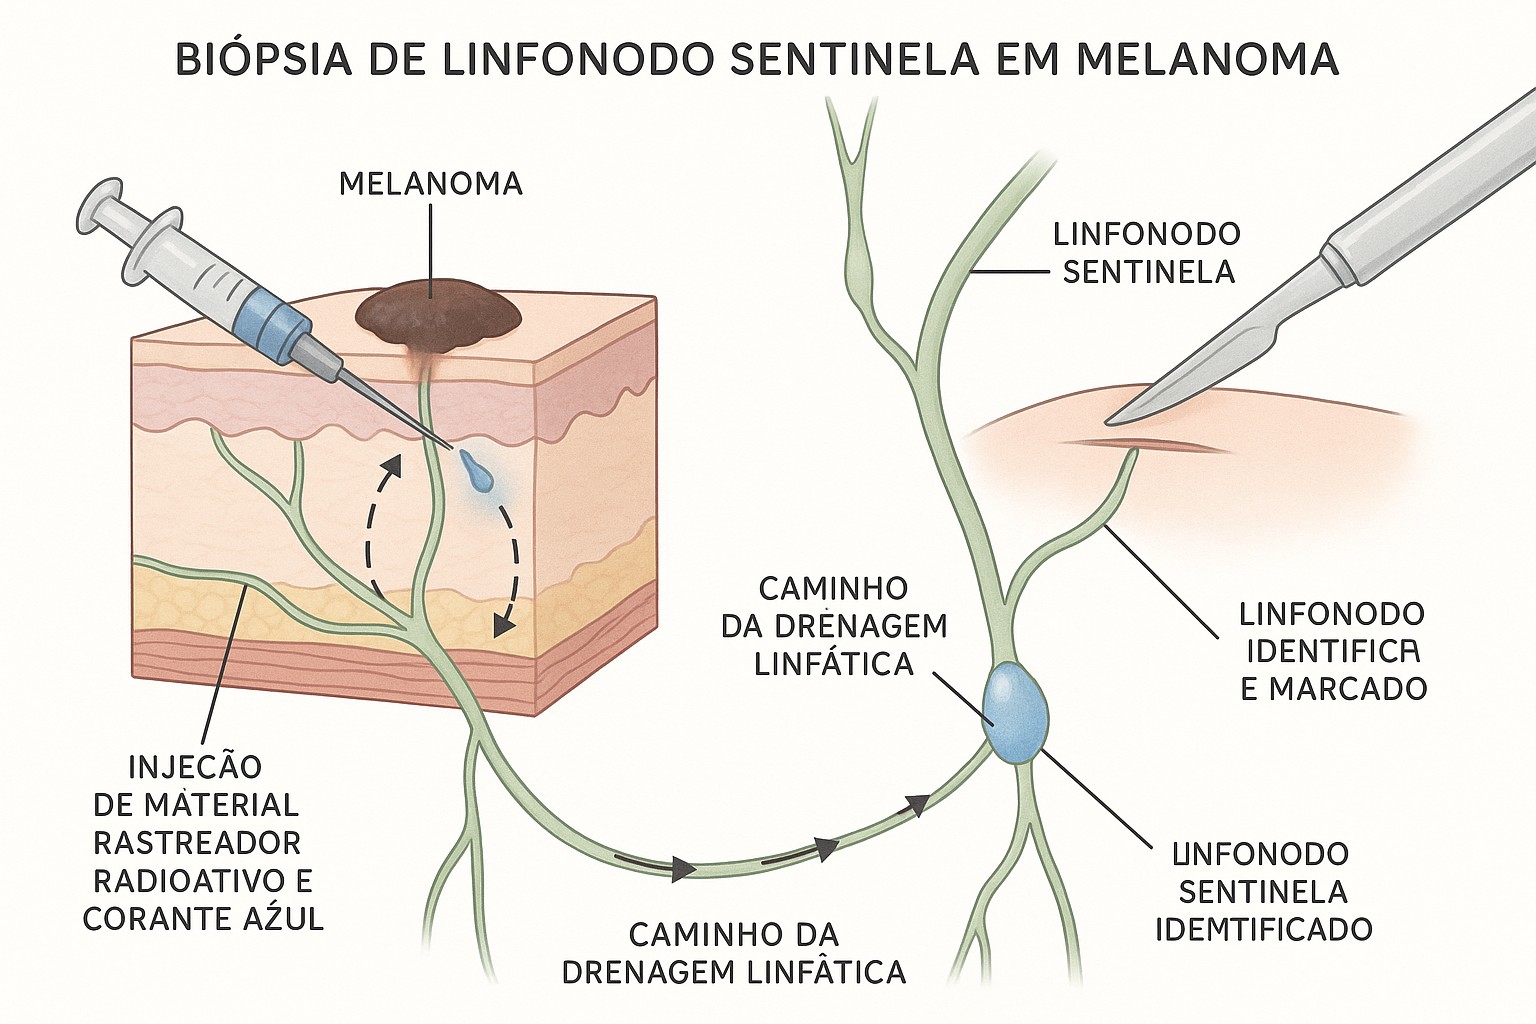 BIÓPSIA DE LINFONODO SENTINELA EM MELANOMA
MELANOMA
LINFONODO
SENTINELA
CAMINHO
DA DRĖNAGEM
LINFÁTICA
LINFONODO
IDENTIFICA
E MARCADO
INJECÃO
DE MÁTERIAL
RASTREADOR
RADIOATIVO E
CORANTE AŹUL
LINFONODO
SENTINELA
IDEMTIFICADO
CAMINHO DA
DRENAGEM LINFÂTICA